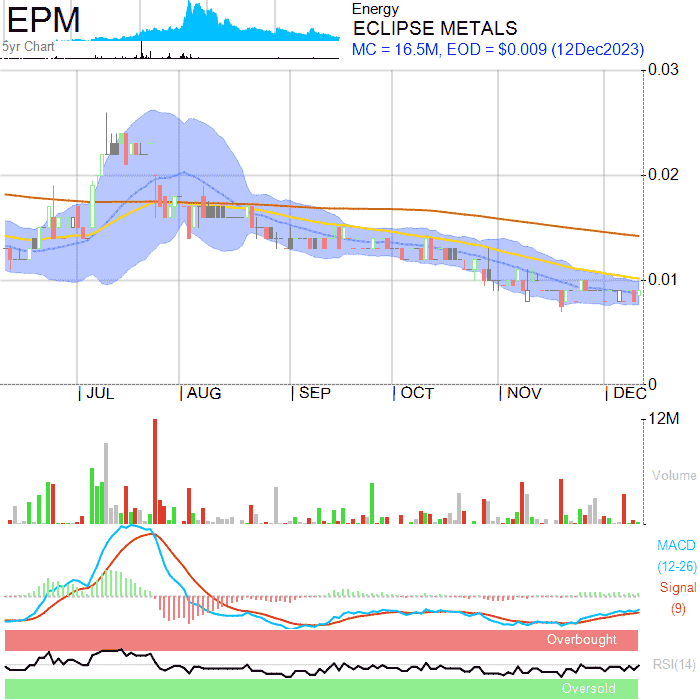 EPM
5yr Chart
Energy
ECLIPSE METALS
MC = 16.5M, EOD = $0.009 (12Dec2023)
0.03
0.02
0.01
0
JUL
AUG
SEP
OCT
NOV
DEC
12M
Volume
MACD
(12-26)
Signal
(9)
Overbought
RSI(14)
Oversold